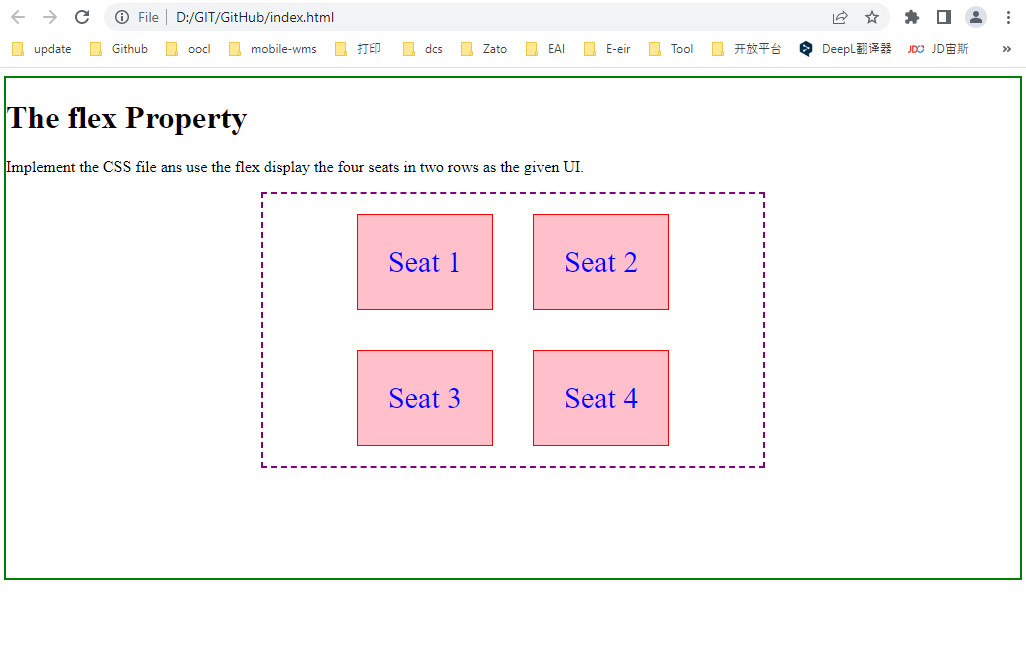 File D:/GIT/GitHub/index.html
update Github oocl mobile-wms 打印 dcs Zato EAI E-eir Tool 开放平台 DeepL翻译器 JD JD宙斯 »
The flex Property
Implement the CSS file ans use the flex display the four seats in two rows as the given UI.
Seat 1 Seat 2
Seat 3 Seat 4